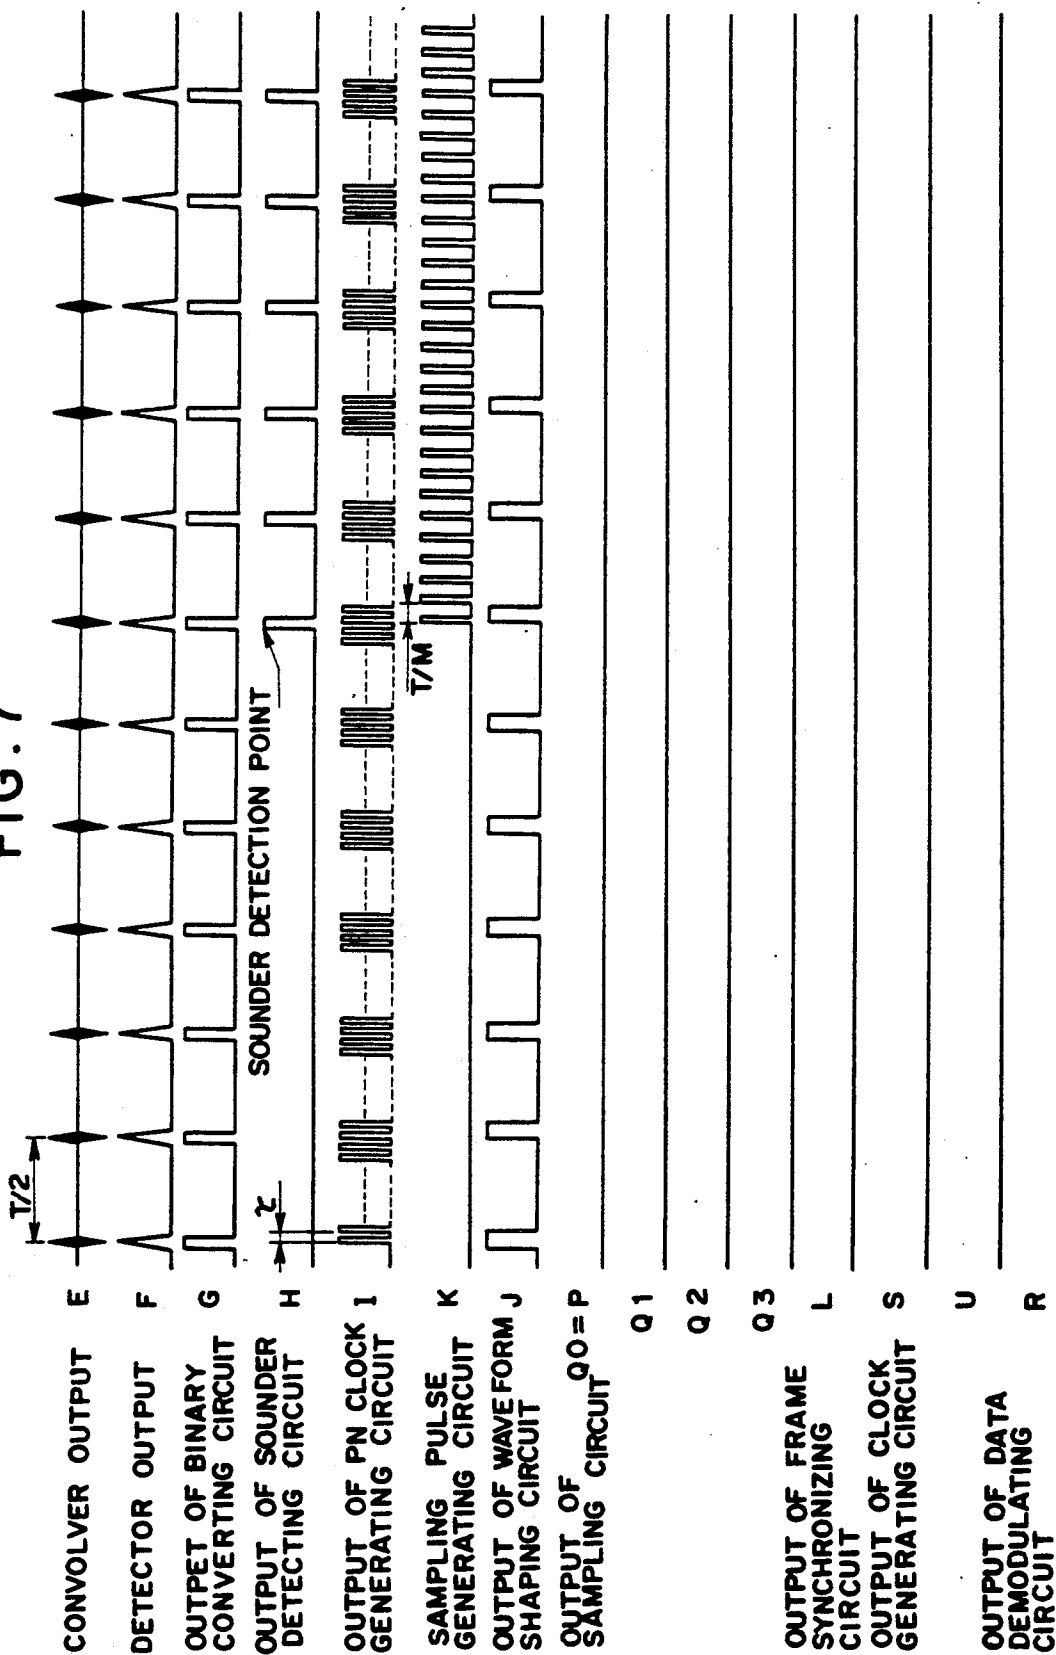 FIG. 7
T/2
CONVOLVER OUTPUT E
DETECTOR OUTPUT F
OUTPET OF BINARY
CONVERTING CIRCUIT G
SOUNDER DETECTION POINT
OUTPUT OF SOUNDER
DETECTING CIRCUIT H
τ
OUTPUT OF PN CLOCK
GENERATING CIRCUIT I
T/M
SAMPLING PULSE
GENERATING CIRCUIT K
OUTPUT OF WAVEFORM
SHAPING CIRCUIT J
OUTPUT OF
SAMPLING CIRCUIT Q0=P
Q1
Q2
Q3
OUTPUT OF FRAME
SYNCHRONIZING
CIRCUIT L
OUTPUT OF CLOCK
GENERATING CIRCUIT S
U
OUTPUT OF DATA
DEMODULATING
CIRCUIT R